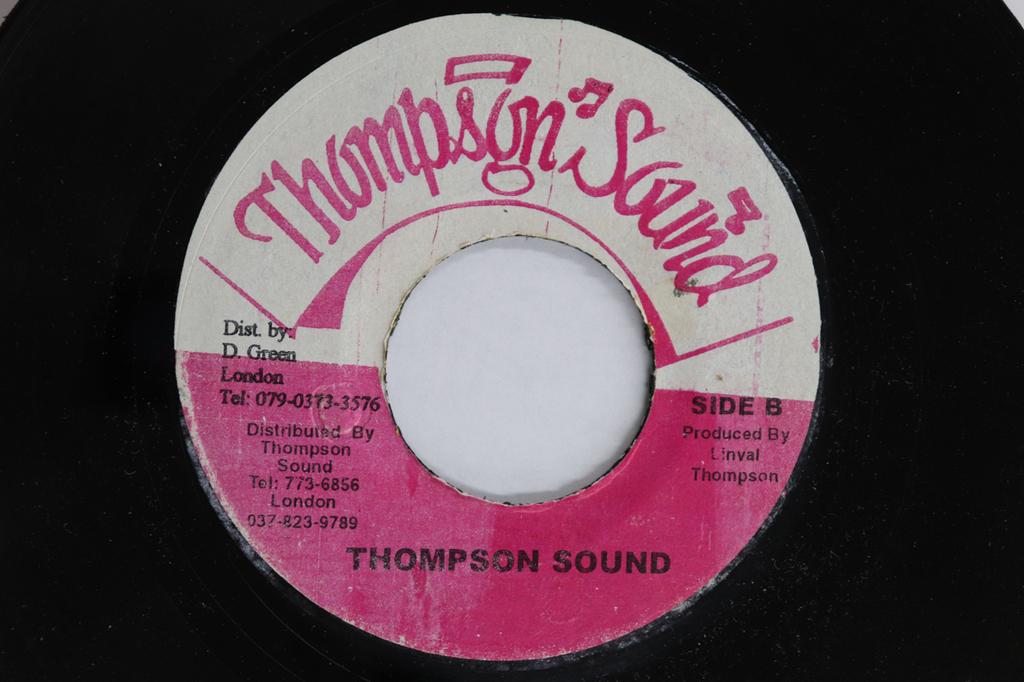 Thompson Sound
Dist. by:
D. Green
London
Tel: 079-0373-3576
Distributed By
Thompson
Sound
Tel: 773-6856
London
037-823-9789
SIDE B
Produced By
Linval
Thompson
THOMPSON SOUND